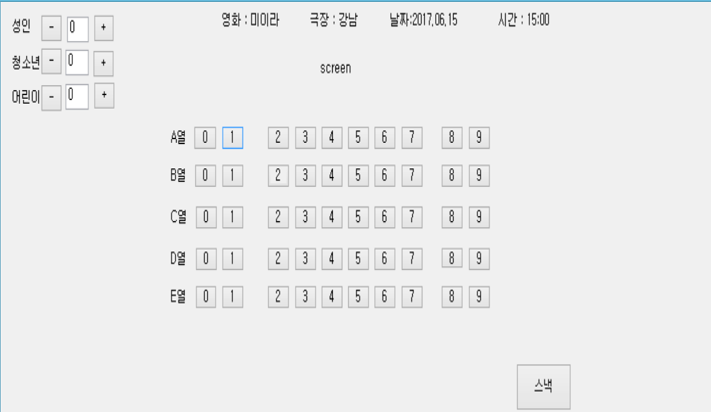 영화 : 미이라 극장 : 강남 날짜:2017.06.15 시간 : 15:00
성인 - 0 +
청소년 - 0 +
어린이 - 0 +
screen
A열 0 1 2 3 4 5 6 7 8 9
B열 0 1 2 3 4 5 6 7 8 9
C열 0 1 2 3 4 5 6 7 8 9
D열 0 1 2 3 4 5 6 7 8 9
E열 0 1 2 3 4 5 6 7 8 9
스낵